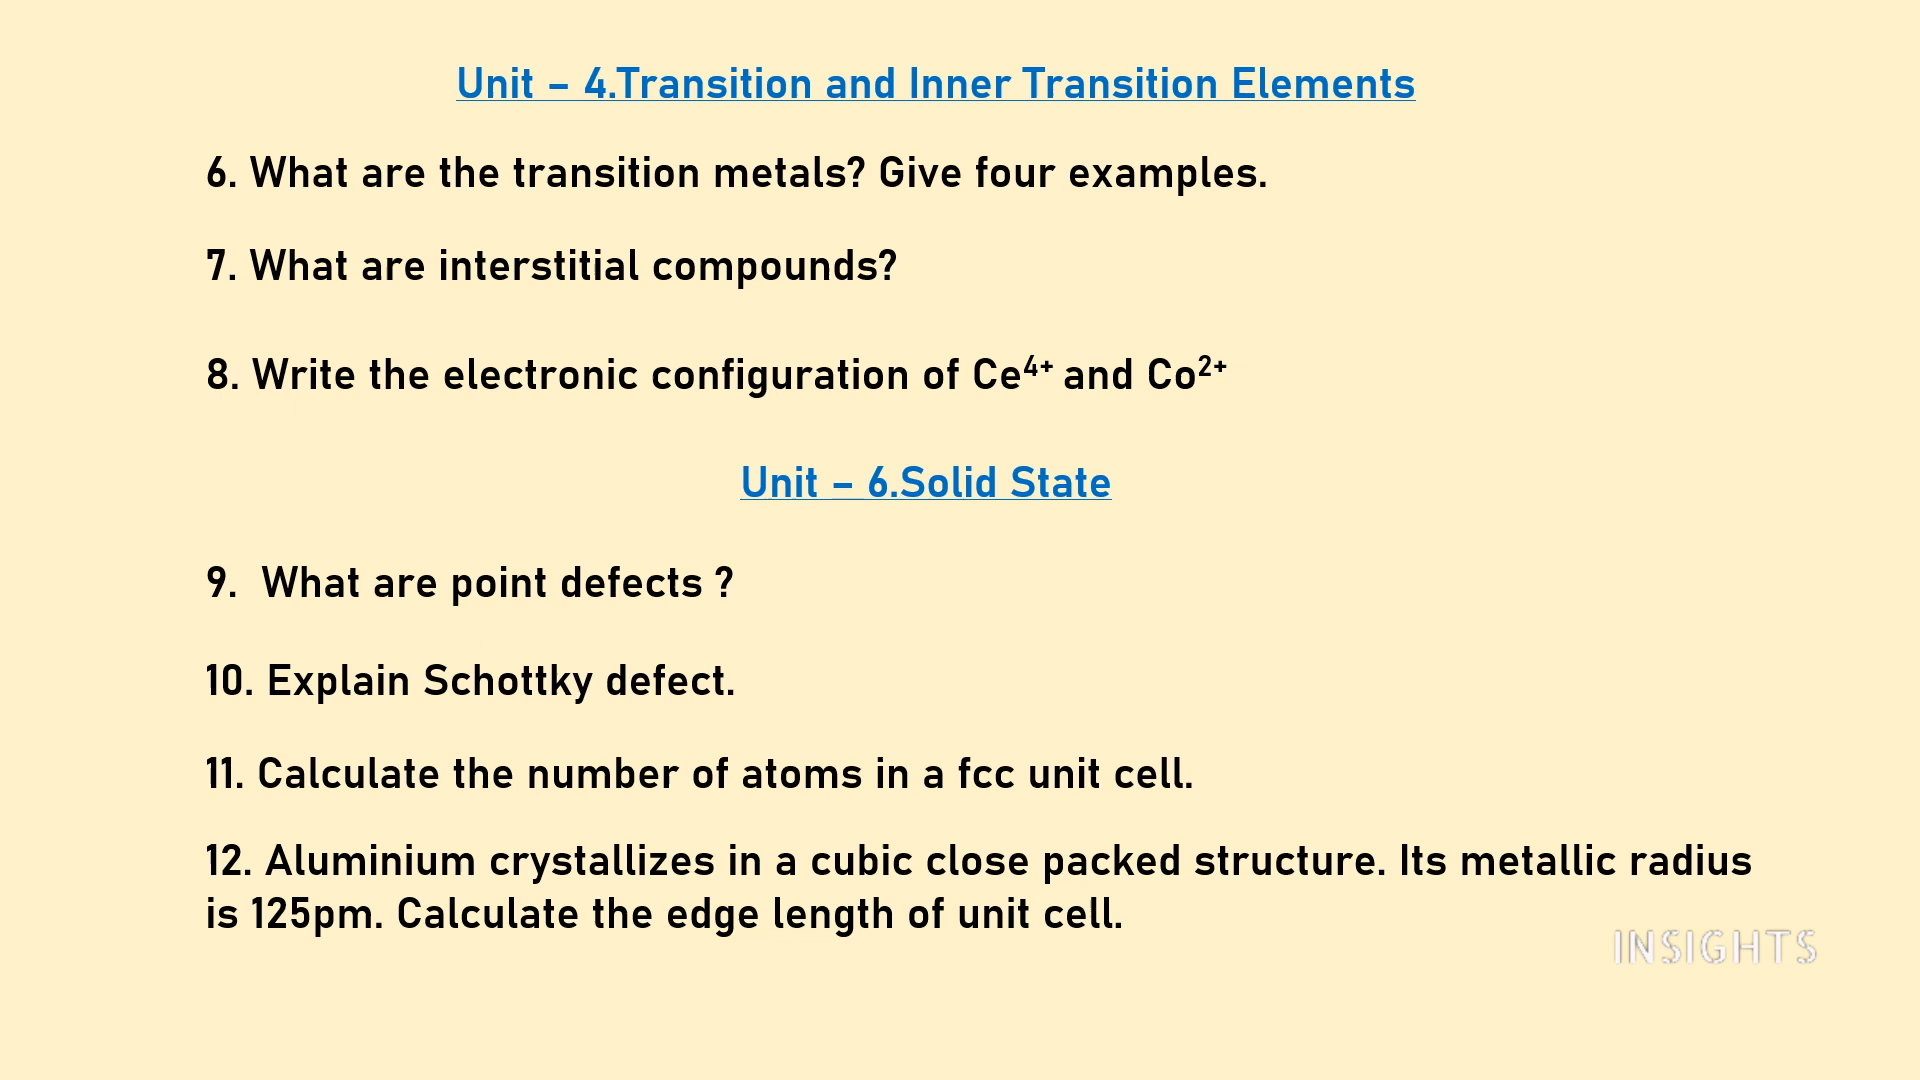 Unit – 4.Transition and Inner Transition Elements
6. What are the transition metals? Give four examples.
7. What are interstitial compounds?
8. Write the electronic configuration of Ce⁴⁺ and Co²⁺
Unit – 6.Solid State
9. What are point defects ?
10. Explain Schottky defect.
11. Calculate the number of atoms in a fcc unit cell.
12. Aluminium crystallizes in a cubic close packed structure. Its metallic radius
is 125pm. Calculate the edge length of unit cell.
INSIGHTS